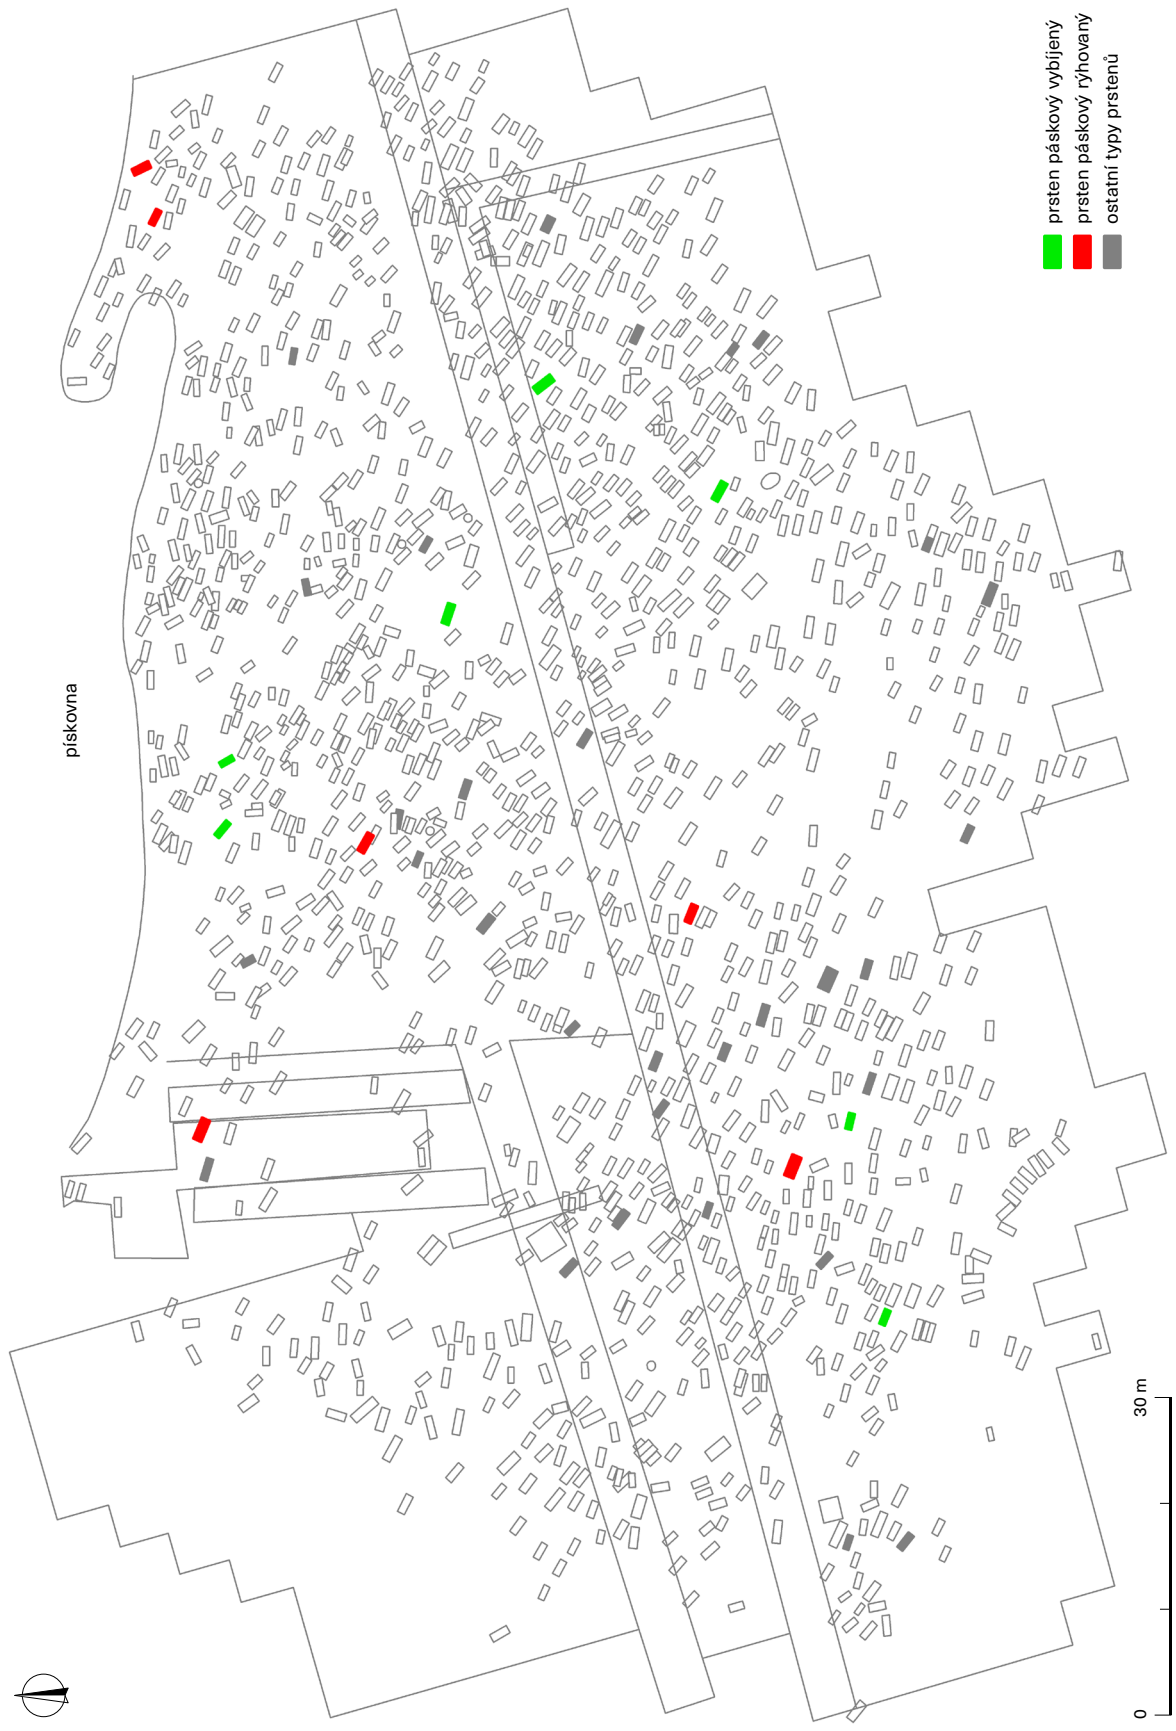 prsten páskový vybíjený
prsten páskový rýhovaný
ostatní typy prstenů
pískovna
0
30 m